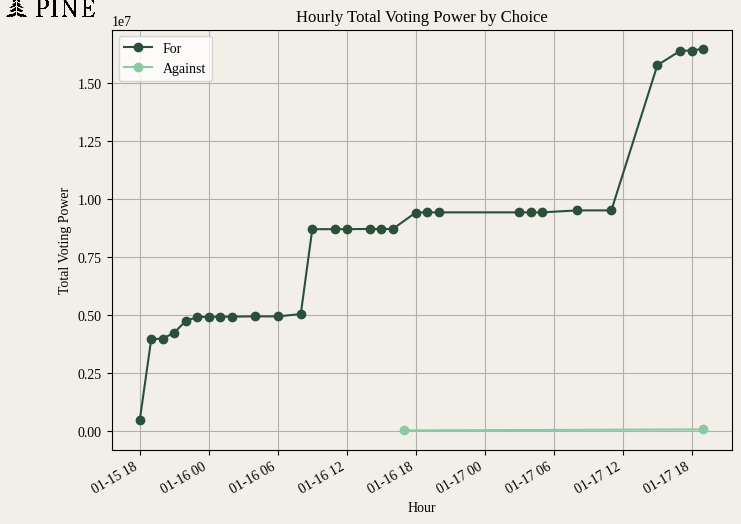 PINE
Hourly Total Voting Power by Choice
1e7
For
Against
1.50
1.25
1.00
0.75
0.50
0.25
0.00
Total Voting Power
01-15 18
01-16 00
01-16 06
01-16 12
01-16 18
01-17 00
01-17 06
01-17 12
01-17 18
Hour